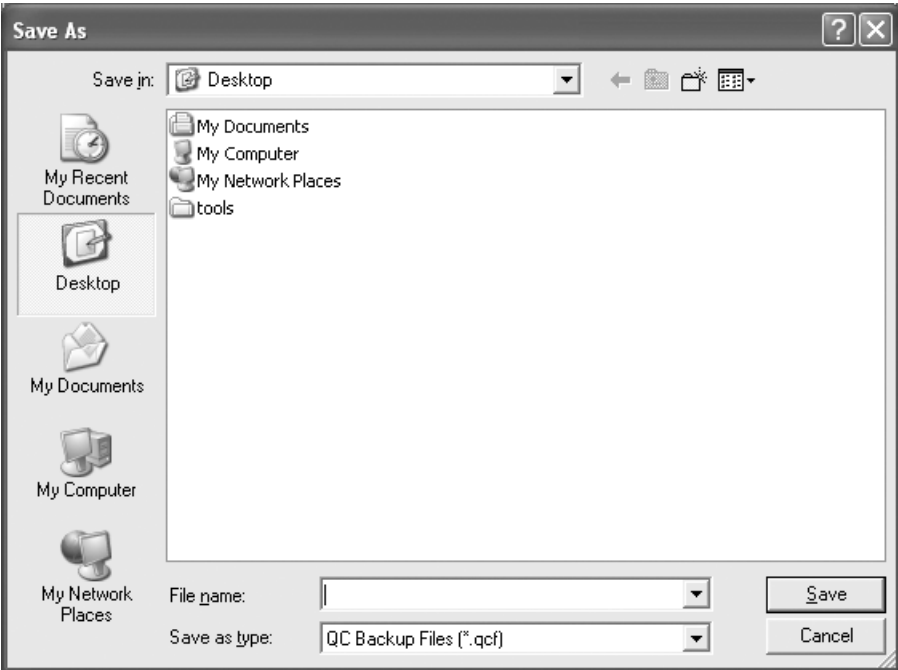 Save As
Save in: Desktop
My Documents
My Computer
My Network Places
tools
My Recent
Documents
Desktop
My Documents
My Computer
My Network
Places
File name:
Save
Save as type: QC Backup Files (*.qcf)
Cancel